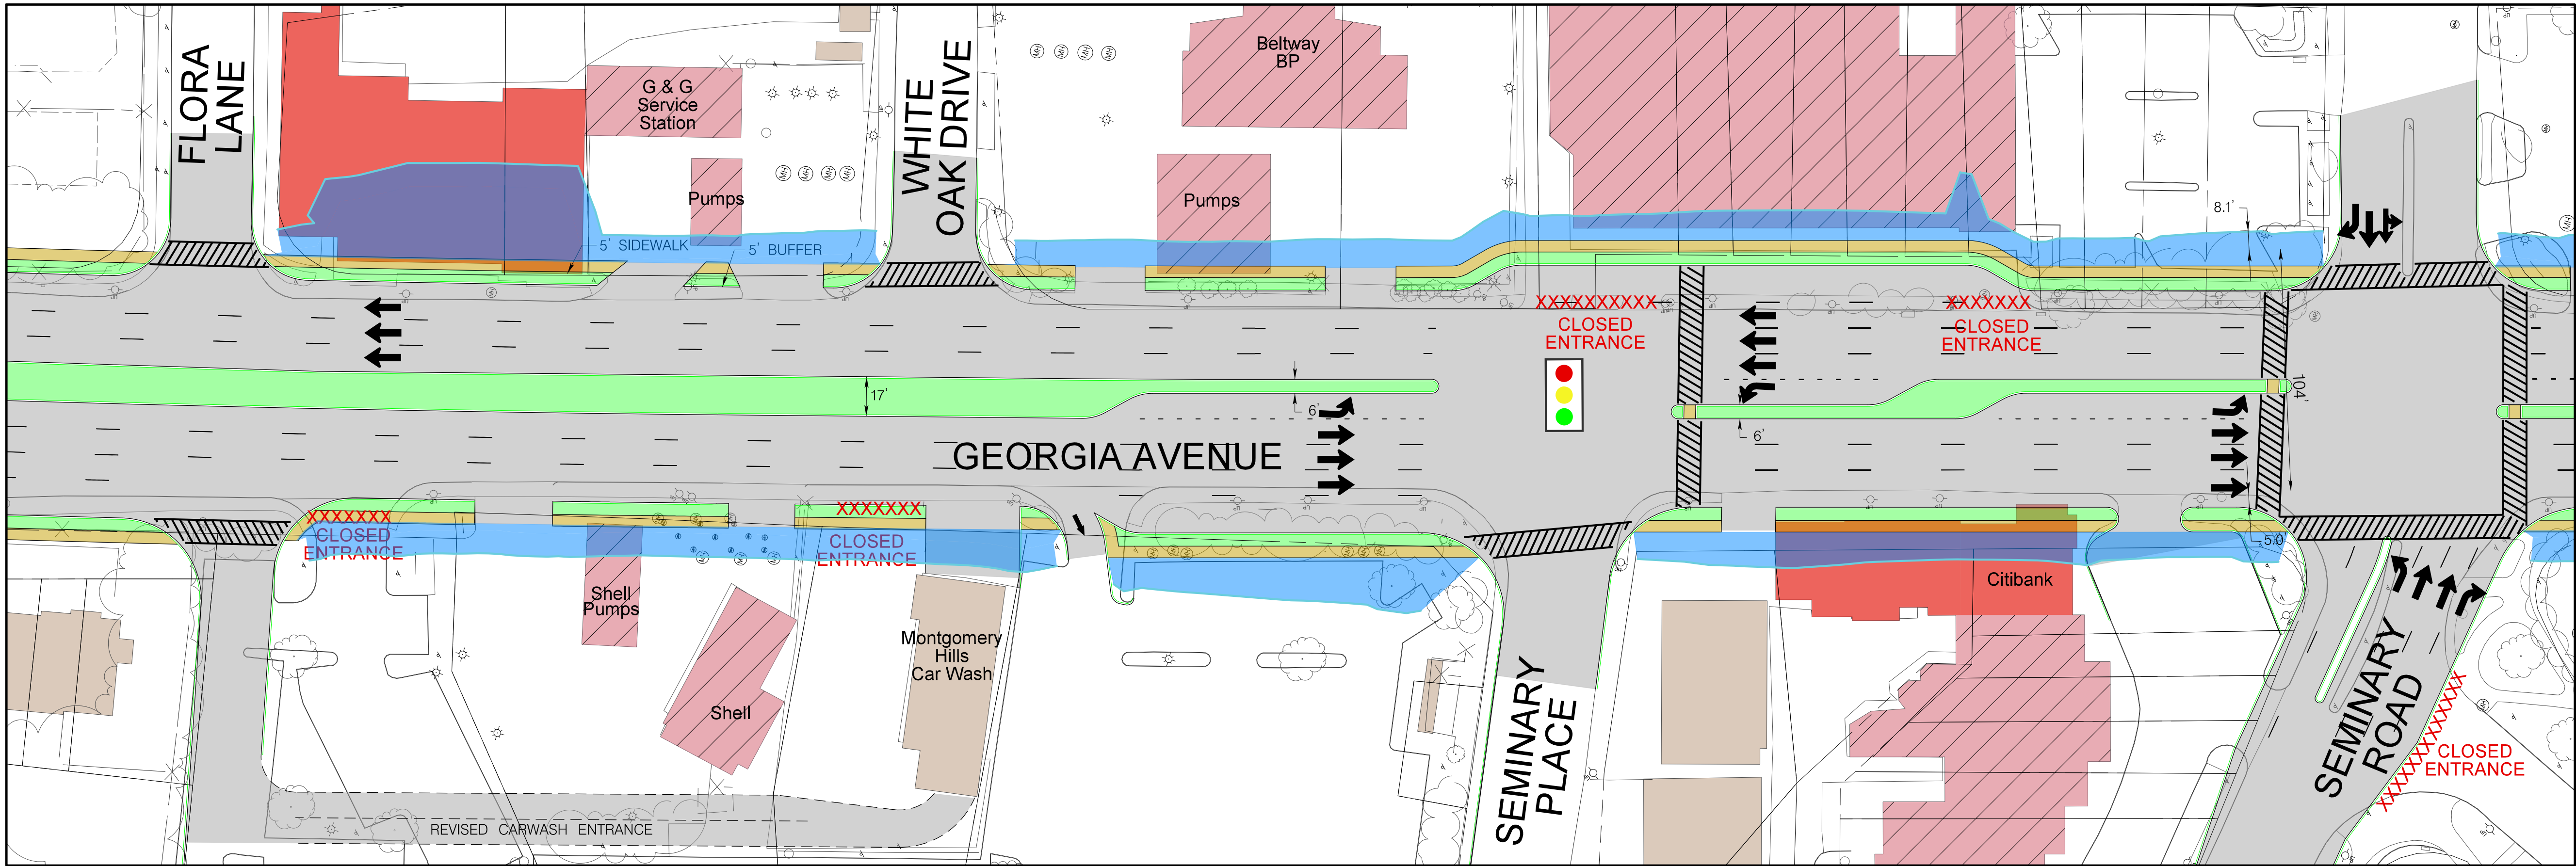 FLORA
LANE
G & G
Service
Station
Pumps
WHITE
OAK DRIVE
Beltway
BP
Pumps
8.1'
5' SIDEWALK
5' BUFFER
XXXXXXXXXX
CLOSED
ENTRANCE
XXXXXXX
CLOSED
ENTRANCE
17'
6'
6'
104'
GEORGIA AVENUE
XXXXXXX
CLOSED
ENTRANCE
XXXXXXX
CLOSED
ENTRANCE
5.0'
Shell
Pumps
Shell
Montgomery
Hills
Car Wash
Citibank
SEMINARY
PLACE
SEMINARY
ROAD
CLOSED
ENTRANCE
REVISED CARWASH ENTRANCE